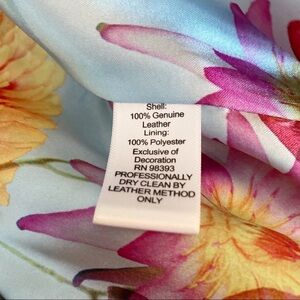 Shell:
100% Genuine
Leather
Lining:
100% Polyester
Exclusive of
Decoration
RN 98393
PROFESSIONALLY
DRY CLEAN BY
LEATHER METHOD
ONLY